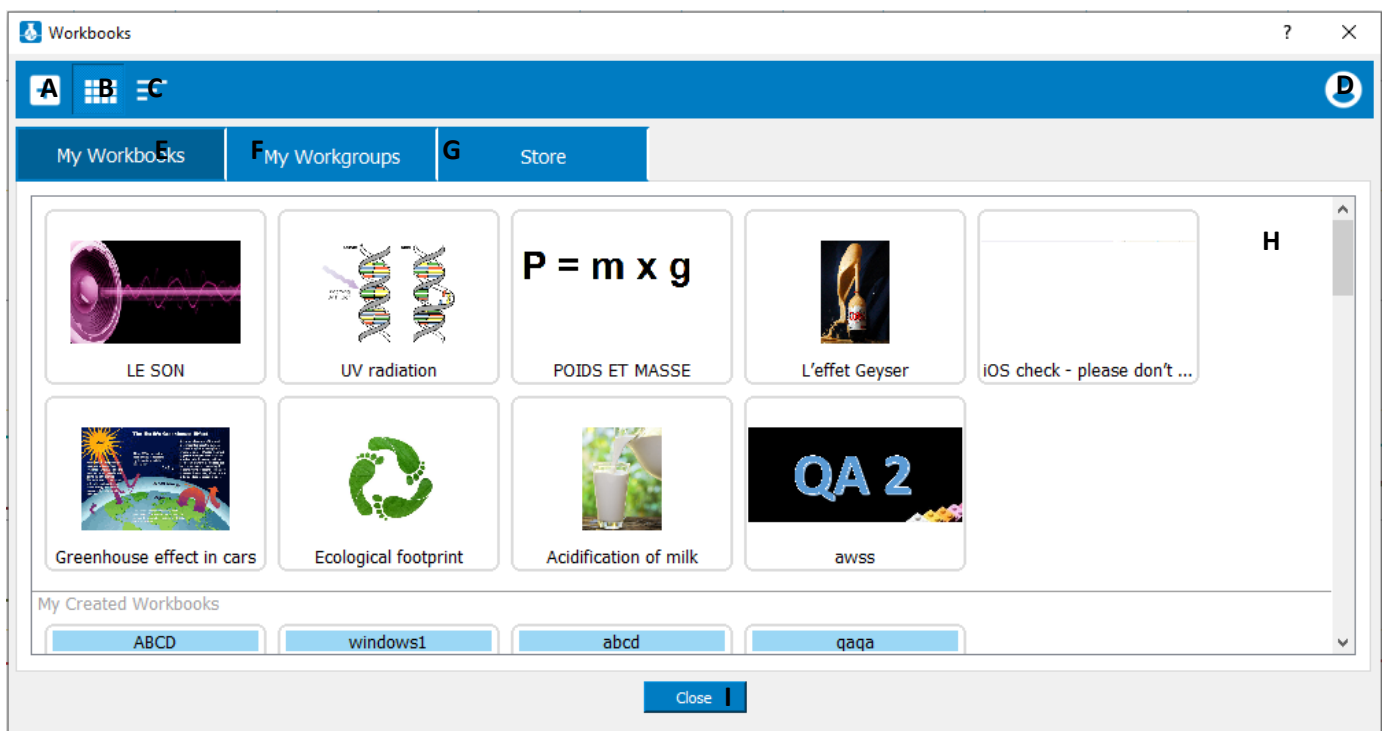 Workbooks ?
A B C D
E F G
My Workbooks My Workgroups Store
H
P = m x g
LE SON UV radiation POIDS ET MASSE L'effet Geyser iOS check - please don't ...
QA 2
Greenhouse effect in cars Ecological footprint Acidification of milk awss
My Created Workbooks
ABCD windows1 abcd qaqa
Close I